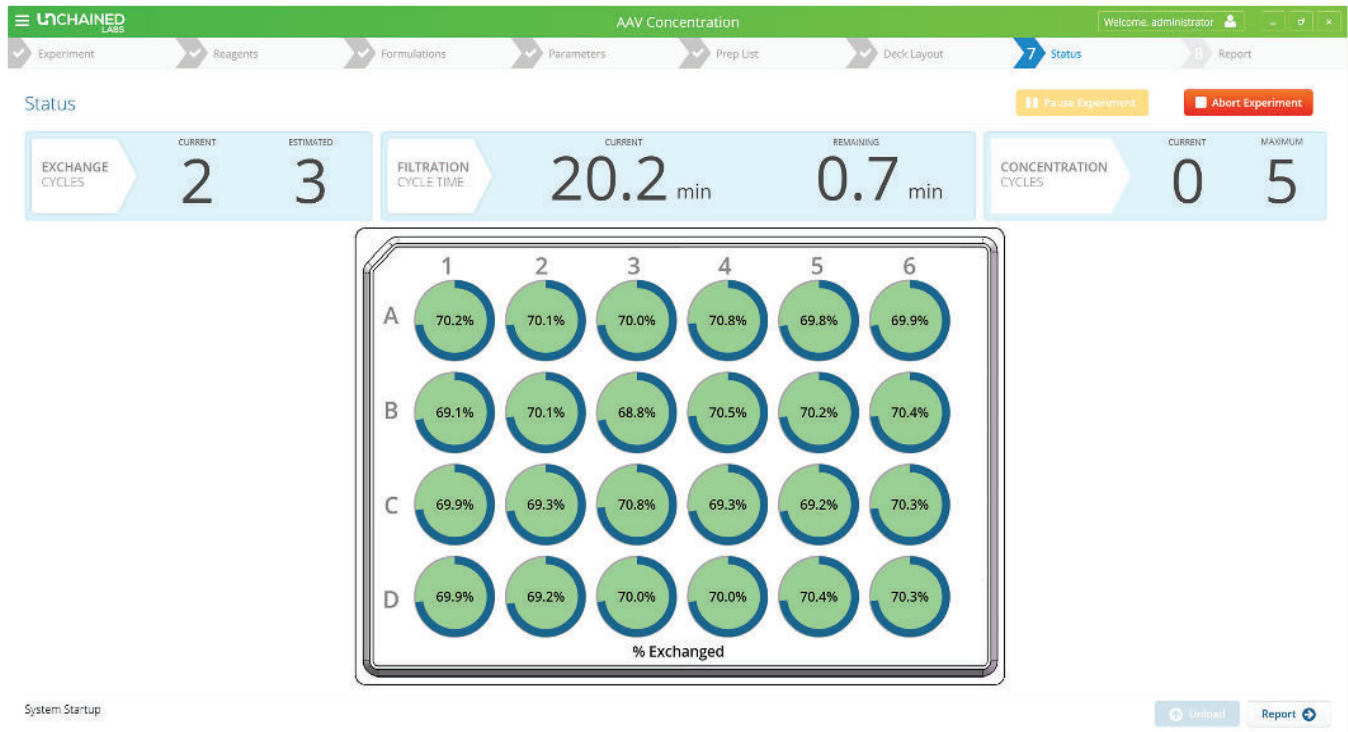 UNCHAINED LABS
AAV Concentration
Welcome, administrator
Experiment
Reagents
Formulations
Parameters
Prep List
Deck Layout
7 Status
8 Report
Status
Pause Experiment
Abort Experiment
EXCHANGE CYCLES
CURRENT
2
ESTIMATED
3
FILTRATION CYCLE TIME
CURRENT
20.2 min
REMAINING
0.7 min
CONCENTRATION CYCLES
CURRENT
0
MAXIMUM
5
1 2 3 4 5 6
A 70.2% 70.1% 70.0% 70.8% 69.8% 69.9%
B 69.1% 70.1% 68.8% 70.5% 70.2% 70.4%
C 69.9% 69.3% 70.8% 69.3% 69.2% 70.3%
D 69.9% 69.2% 70.0% 70.0% 70.4% 70.3%
% Exchanged
System Startup
Unload
Report